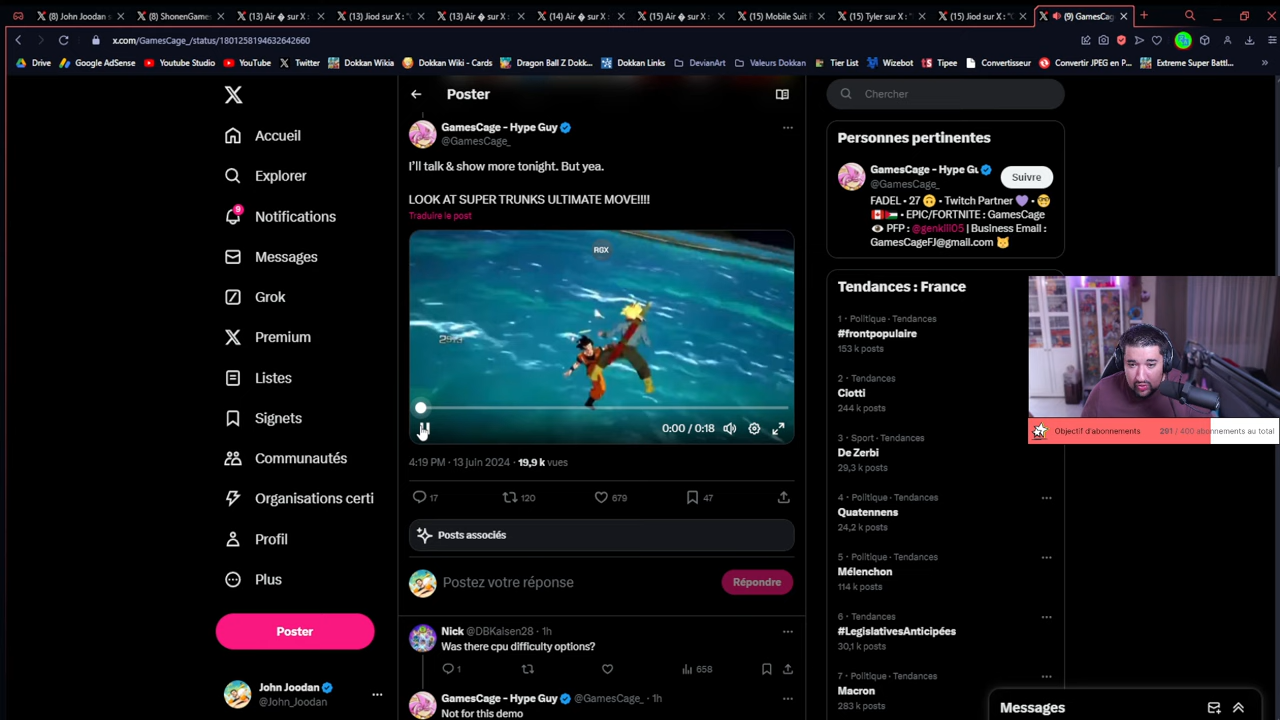 (8) John Joodan s
(8) ShonenGames
(13) Air � sur X :
(13) Jiod sur X : "C
(13) Air � sur X :
(14) Air � sur X :
(15) Air � sur X :
(15) Mobile Suit
(15) Tyler sur X : "
(15) Jiod sur X : "
(9) GamesCag
x.com/GamesCage_/status/1801258194632642660
Drive
Google AdSense
Youtube Studio
YouTube
Twitter
Dokkan Wikia
Dokkan Wiki - Cards
Dragon Ball Z Dokk...
Dokkan Links
DevianArt
Valeurs Dokkan
Tier List
Wizebot
Tipee
Convertisseur
Convertir JPEG en P...
Extreme Super Battl...
»
Accueil
Explorer
9
Notifications
Messages
Grok
Premium
Listes
Signets
Communautés
Organisations certi
Profil
Plus
Poster
John Joodan
@John_Joodan
Poster
GamesCage - Hype Guy
@GamesCage_
I'll talk & show more tonight. But yea.
LOOK AT SUPER TRUNKS ULTIMATE MOVE!!!!
Traduire le post
RGX
0:00 / 0:18
4:19 PM · 13 juin 2024 · 19,9 k vues
17
120
679
47
Posts associés
Postez votre réponse
Répondre
Nick @DBKaisen28 · 1h
Was there cpu difficulty options?
1
658
GamesCage - Hype Guy @GamesCage_ · 1h
Not for this demo
Chercher
Personnes pertinentes
GamesCage - Hype Gu
@GamesCage_
Suivre
FADEL • 27 🙃 • Twitch Partner 💜 • 🤓
🇨🇦🇵🇸 • EPIC/FORTNITE : GamesCage
👁 PFP : @genkill05 | Business Email :
GamesCageFJ@gmail.com 😼
Tendances : France
1 · Politique · Tendances
#frontpopulaire
153 k posts
2 · Tendances
Ciotti
244 k posts
3 · Sport · Tendances
De Zerbi
29,3 k posts
4 · Politique · Tendances
Quatennens
24,2 k posts
5 · Politique · Tendances
Mélenchon
114 k posts
6 · Tendances
#LegislativesAnticipées
30,1 k posts
7 · Politique · Tendances
Macron
283 k posts
Objectif d'abonnements
291 / 400 abonnements au total
Messages